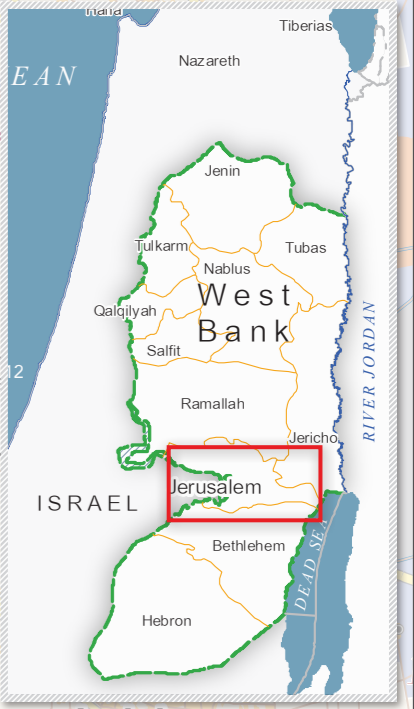 Tiberias
Nazareth
EAN
Jenin
Tulkarm
Tubas
Nablus
West
Bank
Qalqilyah
Salfit
12
RIVER JORDAN
Ramallah
Jericho
Jerusalem
ISRAEL
Bethlehem
DEAD SEA
Hebron